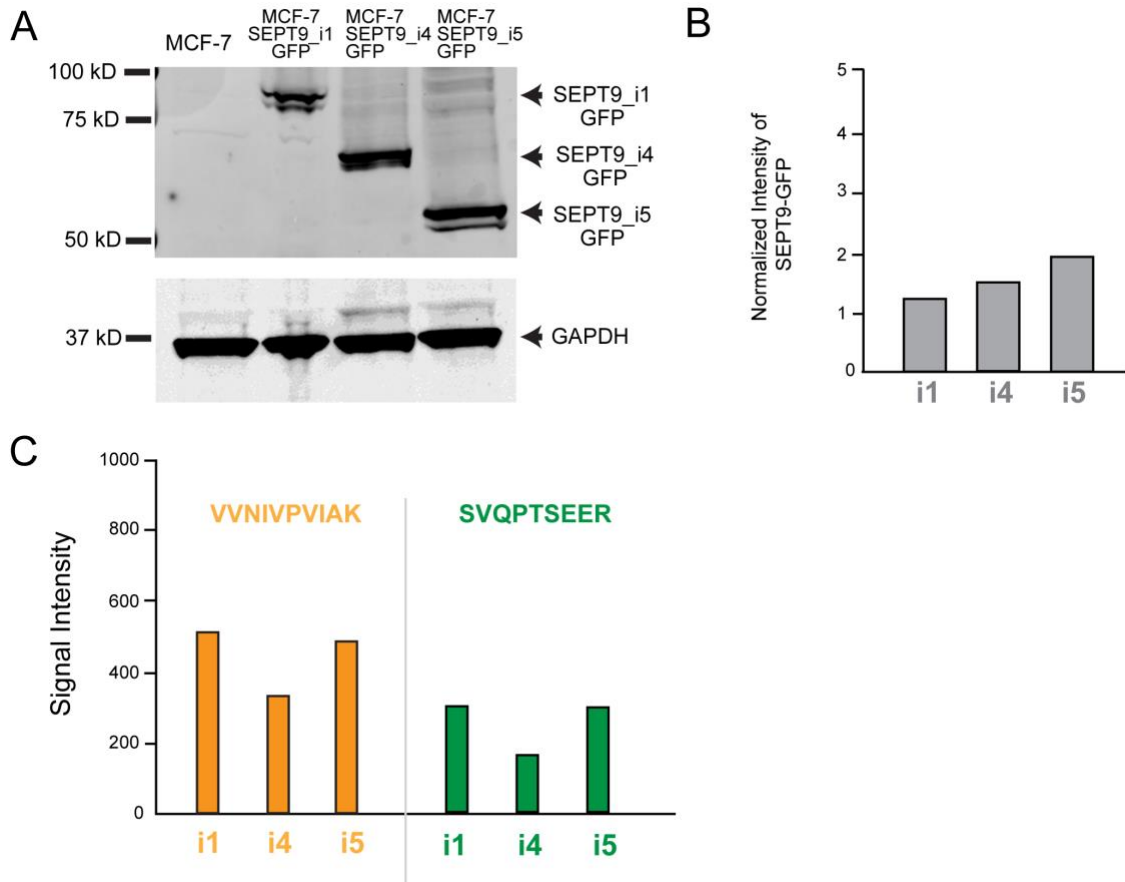 A
MCF-7
MCF-7
SEPT9_i1
GFP
MCF-7
SEPT9_i4
GFP
MCF-7
SEPT9_i5
GFP
100 kD
75 kD
50 kD
SEPT9_i1
GFP
SEPT9_i4
GFP
SEPT9_i5
GFP
37 kD
GAPDH
B
Normalized Intensity of
SEPT9-GFP
5
4
3
2
1
0
i1 i4 i5
C
Signal Intensity
1000
800
600
400
200
0
VVNIVPVIAK
SVQPTSEER
i1 i4 i5
i1 i4 i5